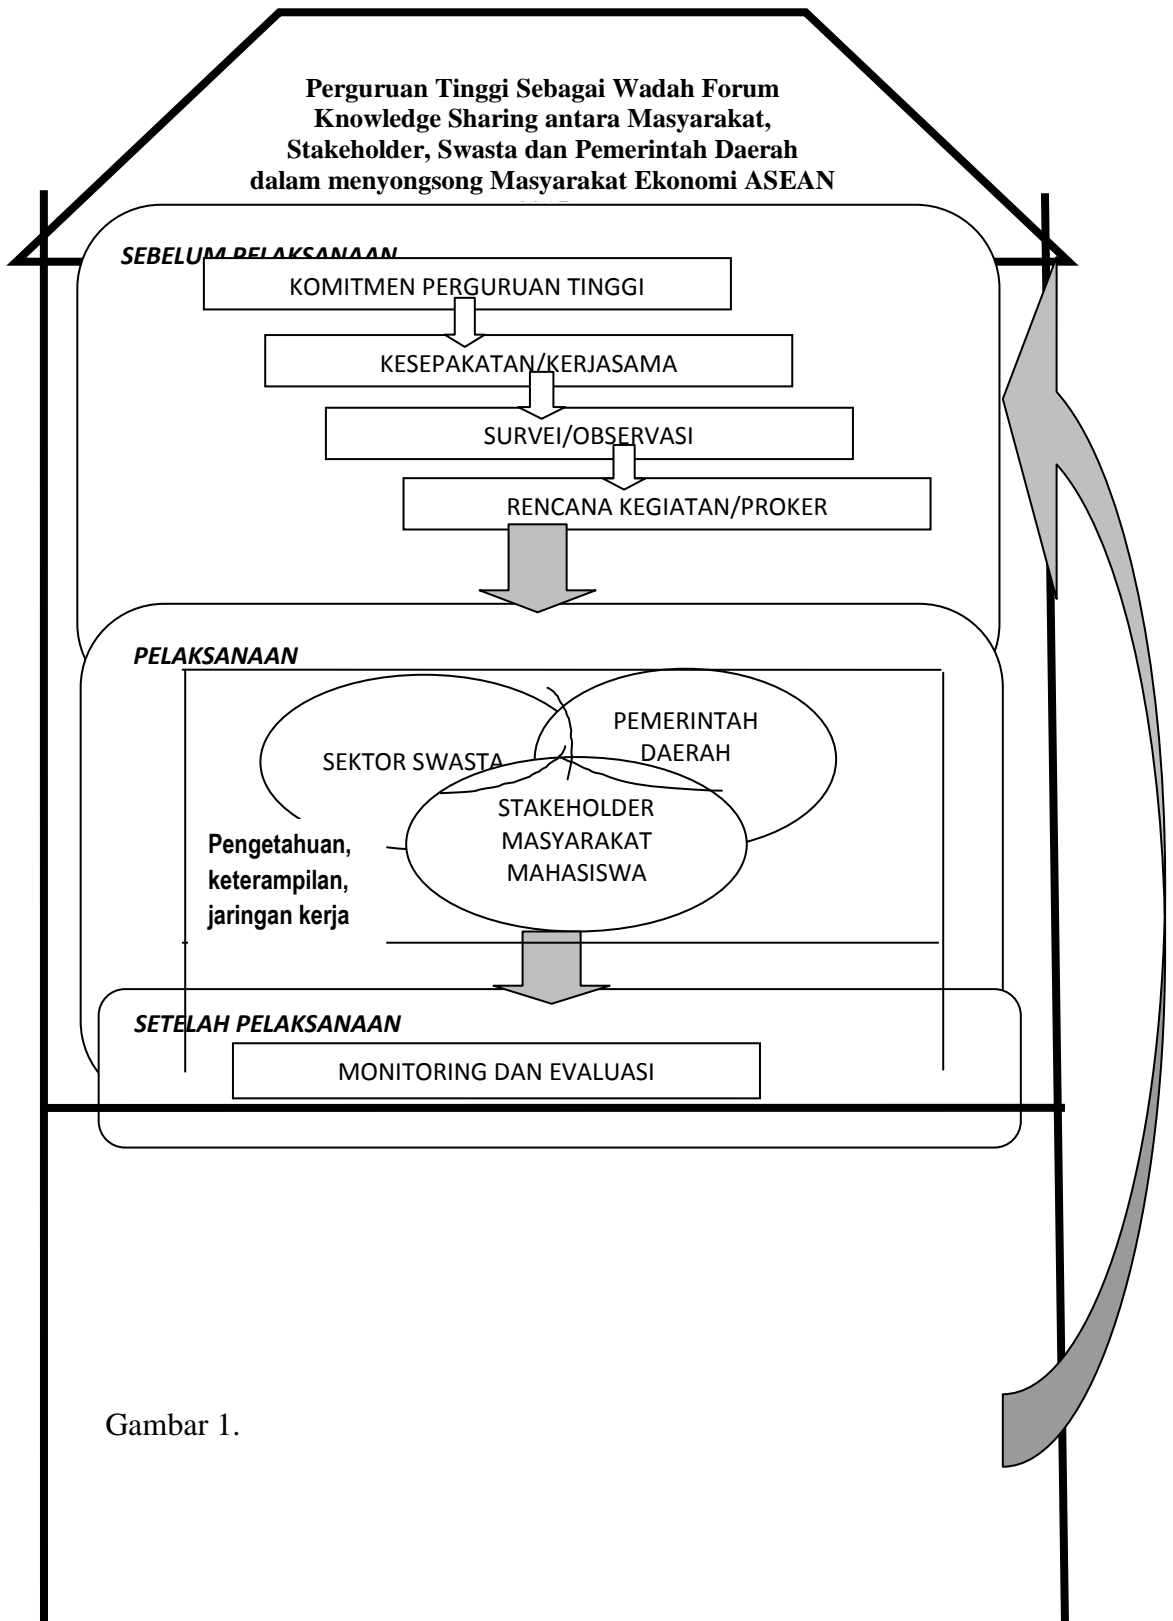 Perguruan Tinggi Sebagai Wadah Forum
Knowledge Sharing antara Masyarakat,
Stakeholder, Swasta dan Pemerintah Daerah
dalam menyongsong Masyarakat Ekonomi ASEAN
SEBELUM PELAKSANAAN
KOMITMEN PERGURUAN TINGGI
KESEPAKATAN/KERJASAMA
SURVEI/OBSERVASI
RENCANA KEGIATAN/PROKER
PELAKSANAAN
SEKTOR SWASTA
PEMERINTAH
DAERAH
STAKEHOLDER
MASYARAKAT
MAHASISWA
Pengetahuan,
keterampilan,
jaringan kerja
SETELAH PELAKSANAAN
MONITORING DAN EVALUASI
Gambar 1.